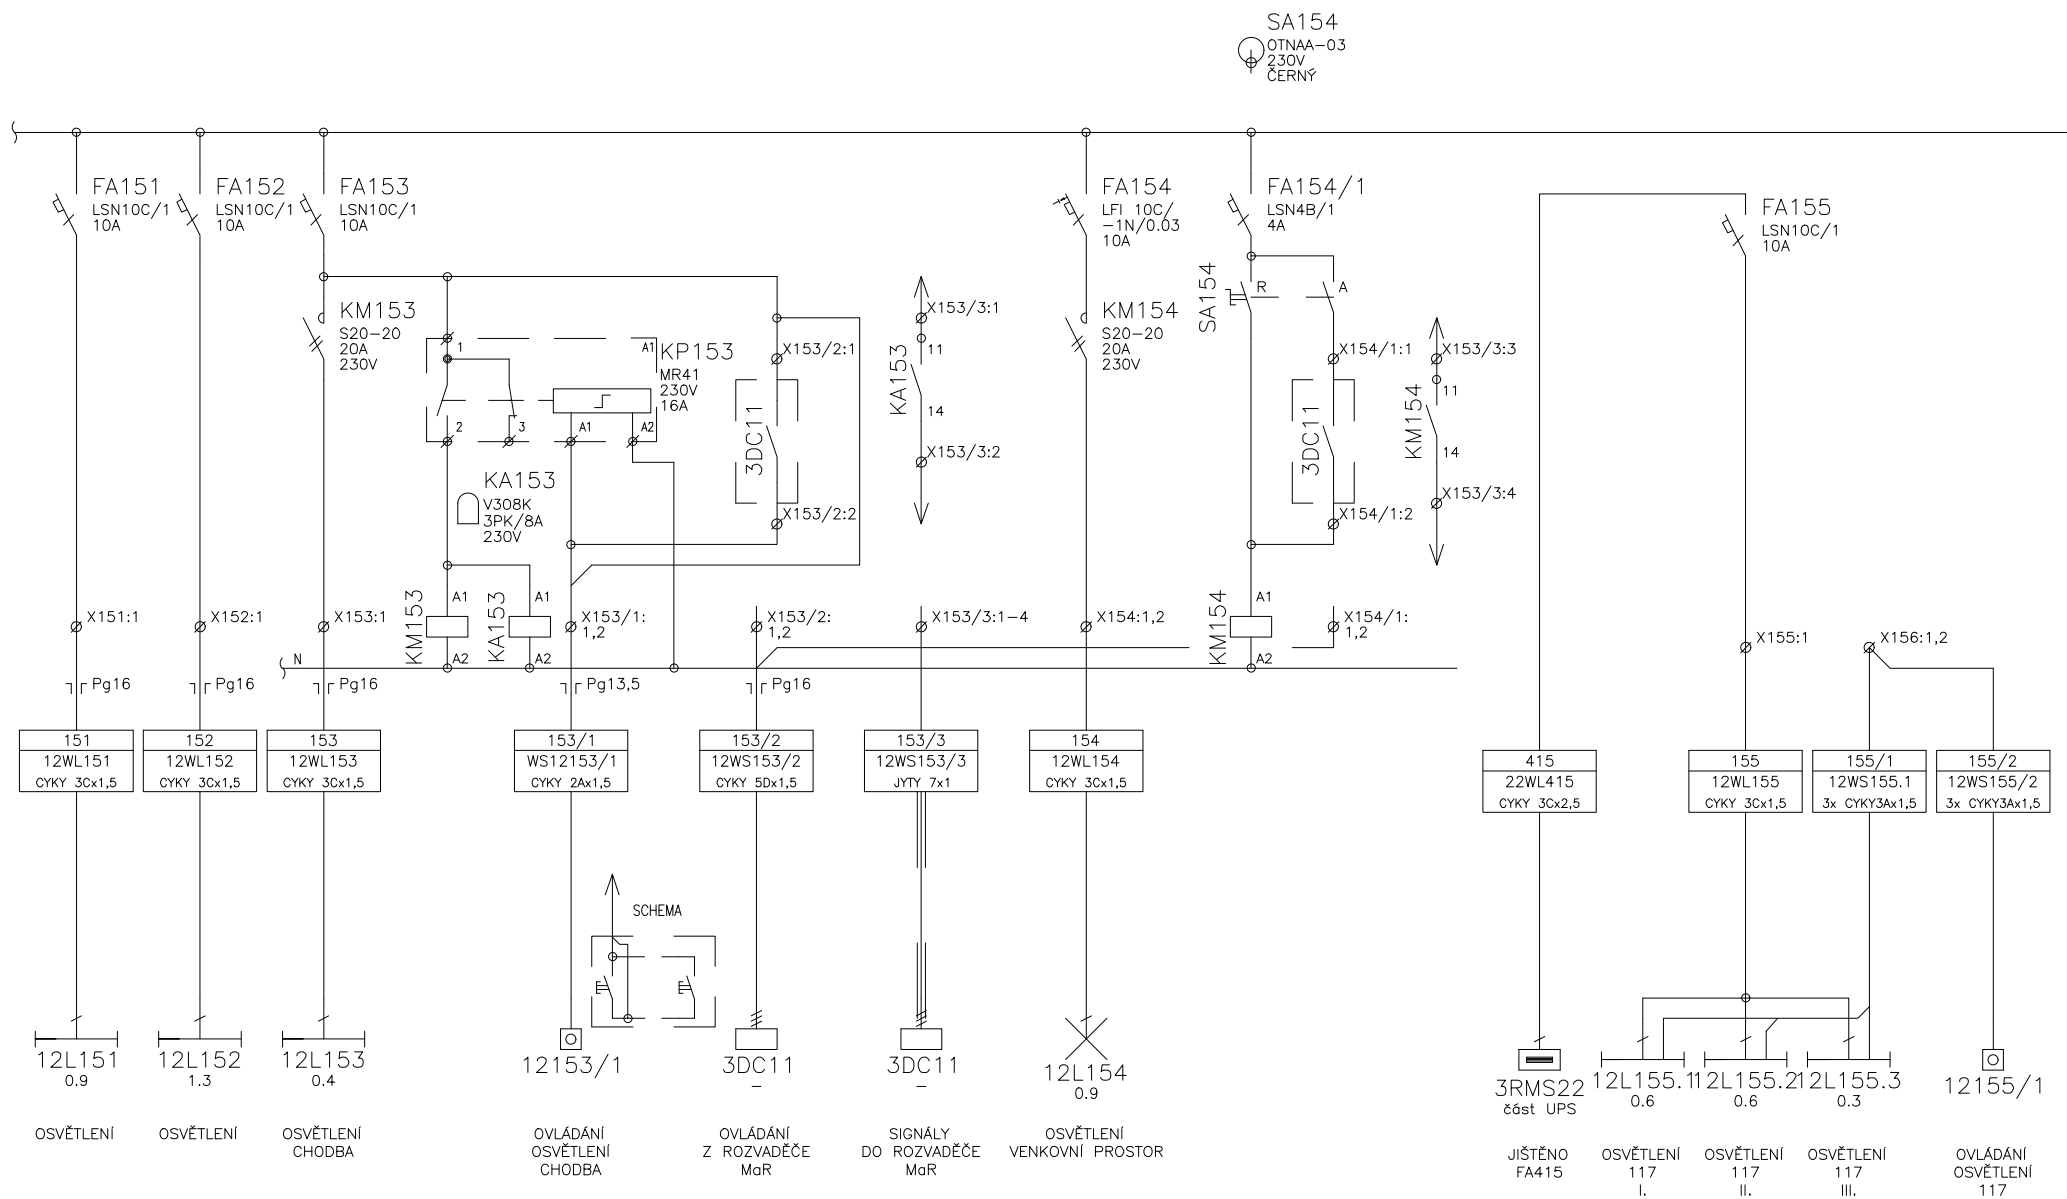 SA154
OTNAA-03
230V
ČERNÝ
FA151
LSN10C/1
10A
FA152
LSN10C/1
10A
FA153
LSN10C/1
10A
FA154
LFI 10C/
-1N/0.03
10A
FA154/1
LSN4B/1
4A
FA155
LSN10C/1
10A
KM153
S20-20
20A
230V
1
A1
KP153
MR41
230V
16A
2
3
A1
A2
KA153
V308K
3PK/8A
230V
X153/2:1
3DC11
X153/2:2
X153/3:1
11
KA153
14
X153/3:2
KM154
S20-20
20A
230V
SA154
R
A
X154/1:1
3DC11
X154/1:2
X153/3:3
11
KM154
14
X153/3:4
X151:1
X152:1
X153:1
KM153
A1
A2
KA153
A1
A2
X153/1:
1,2
X153/2:
1,2
X153/3:1-4
X154:1,2
KM154
A1
A2
X154/1:
1,2
X155:1
X156:1,2
N
Pg16
Pg16
Pg16
Pg13,5
Pg16
151
12WL151
CYKY 3Cx1,5
152
12WL152
CYKY 3Cx1,5
153
12WL153
CYKY 3Cx1,5
153/1
WS12153/1
CYKY 2Ax1,5
153/2
12WS153/2
CYKY 5Dx1,5
153/3
12WS153/3
JYTY 7x1
154
12WL154
CYKY 3Cx1,5
415
22WL415
CYKY 3Cx2,5
155
12WL155
CYKY 3Cx1,5
155/1
12WS155.1
3x CYKY3Ax1,5
155/2
12WS155/2
3x CYKY3Ax1,5
SCHEMA
12L151
0.9
12L152
1.3
12L153
0.4
12153/1
3DC11
–
3DC11
–
12L154
0.9
3RMS22
část UPS
12L155.1
0.6
12L155.2
0.6
12L155.3
0.3
12155/1
OSVĚTLENÍ
OSVĚTLENÍ
OSVĚTLENÍ
CHODBA
OVLÁDÁNÍ
OSVĚTLENÍ
CHODBA
OVLÁDÁNÍ
Z ROZVADĚČE
MaR
SIGNÁLY
DO ROZVADĚČE
MaR
OSVĚTLENÍ
VENKOVNÍ PROSTOR
JIŠTĚNO
FA415
OSVĚTLENÍ
117
I.
OSVĚTLENÍ
117
II.
OSVĚTLENÍ
117
III.
OVLÁDÁNÍ
OSVĚTLENÍ
117